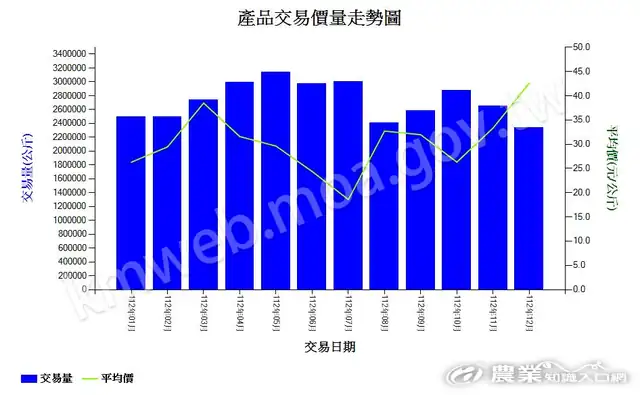 產品交易價量走勢圖
3400000
3200000
3000000
2800000
2600000
2400000
2200000
2000000
1800000
1600000
1400000
1200000
1000000
800000
600000
400000
200000
0
交易量(公斤)
50.0
45.0
40.0
35.0
30.0
25.0
20.0
15.0
10.0
5.0
0.0
平均價(元/公斤)
112年01月
112年02月
112年03月
112年04月
112年05月
112年06月
112年07月
112年08月
112年09月
112年10月
112年11月
112年12月
交易日期
交易量
平均價
kmweb.moa.gov.tw
農業知識入口網